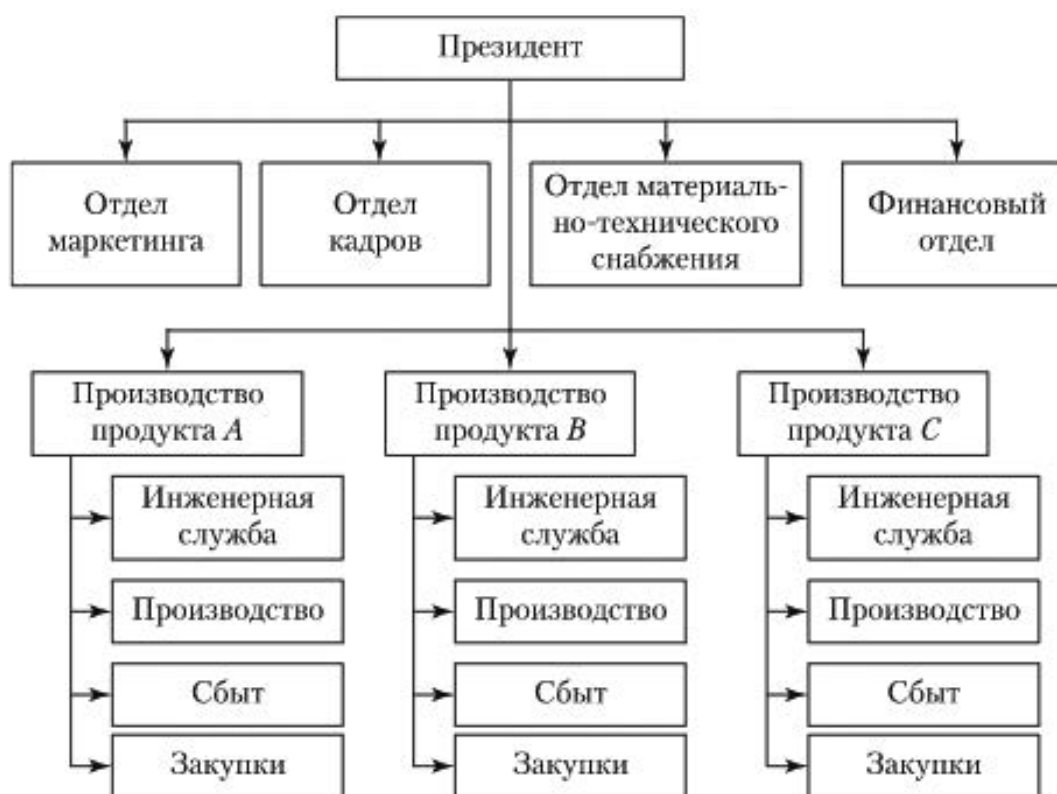 Президент
Отдел
маркетинга
Отдел
кадров
Отдел материаль-
но-технического
снабжения
Финансовый
отдел
Производство
продукта A
Производство
продукта B
Производство
продукта C
Инженерная
служба
Производство
Сбыт
Закупки
Инженерная
служба
Производство
Сбыт
Закупки
Инженерная
служба
Производство
Сбыт
Закупки